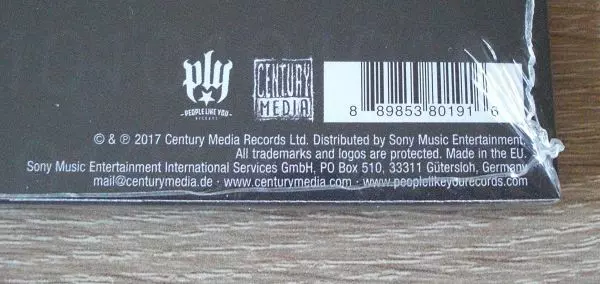 ply
- PEOPLE LIKE YOU -
RECORDS
CENTURY
MEDIA
8 89853 80191 6
© & ℗ 2017 Century Media Records Ltd. Distributed by Sony Music Entertainment.
All trademarks and logos are protected. Made in the EU.
Sony Music Entertainment International Services GmbH, PO Box 510, 33311 Gütersloh, Germany
mail@centurymedia.de · www.centurymedia.com · www.peoplelikeyourecords.com